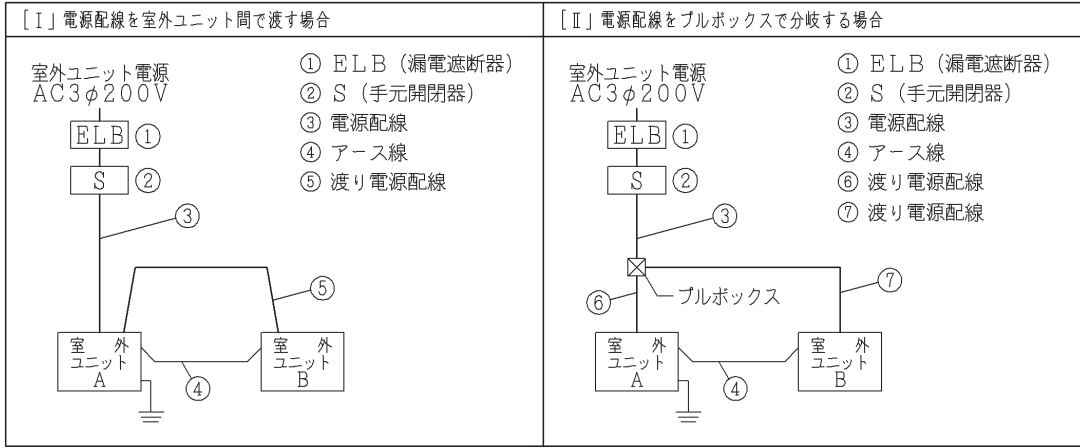 [Ⅰ] 電源配線を室外ユニット間で渡す場合
室外ユニット電源
AC3φ200V
ELB ①
S ②
③
① ELB (漏電遮断器)
② S (手元開閉器)
③ 電源配線
④ アース線
⑤ 渡り電源配線
⑤
室 外
ユニット
A
④
室 外
ユニット
B
[Ⅱ] 電源配線をプルボックスで分岐する場合
室外ユニット電源
AC3φ200V
ELB ①
S ②
③
① ELB (漏電遮断器)
② S (手元開閉器)
③ 電源配線
④ アース線
⑥ 渡り電源配線
⑦ 渡り電源配線
プルボックス
⑥
⑦
室 外
ユニット
A
④
室 外
ユニット
B